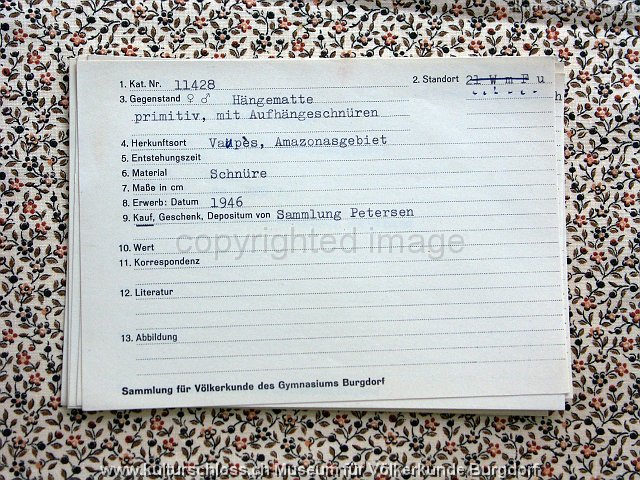 1. Kat. Nr. 11428 2. Standort 21 W m F u
3. Gegenstand ♀ ♂ Hängematte
primitiv, mit Aufhängeschnüren
4. Herkunftsort Vaupès, Amazonasgebiet
5. Entstehungszeit
6. Material Schnüre
7. Maße in cm
8. Erwerb: Datum 1946
9. Kauf, Geschenk, Depositum von Sammlung Petersen
copyrighted image
10. Wert
11. Korrespondenz
12. Literatur
13. Abbildung
Sammlung für Völkerkunde des Gymnasiums Burgdorf
www.kulturschloss.ch Museum für Völkerkunde Burgdorf